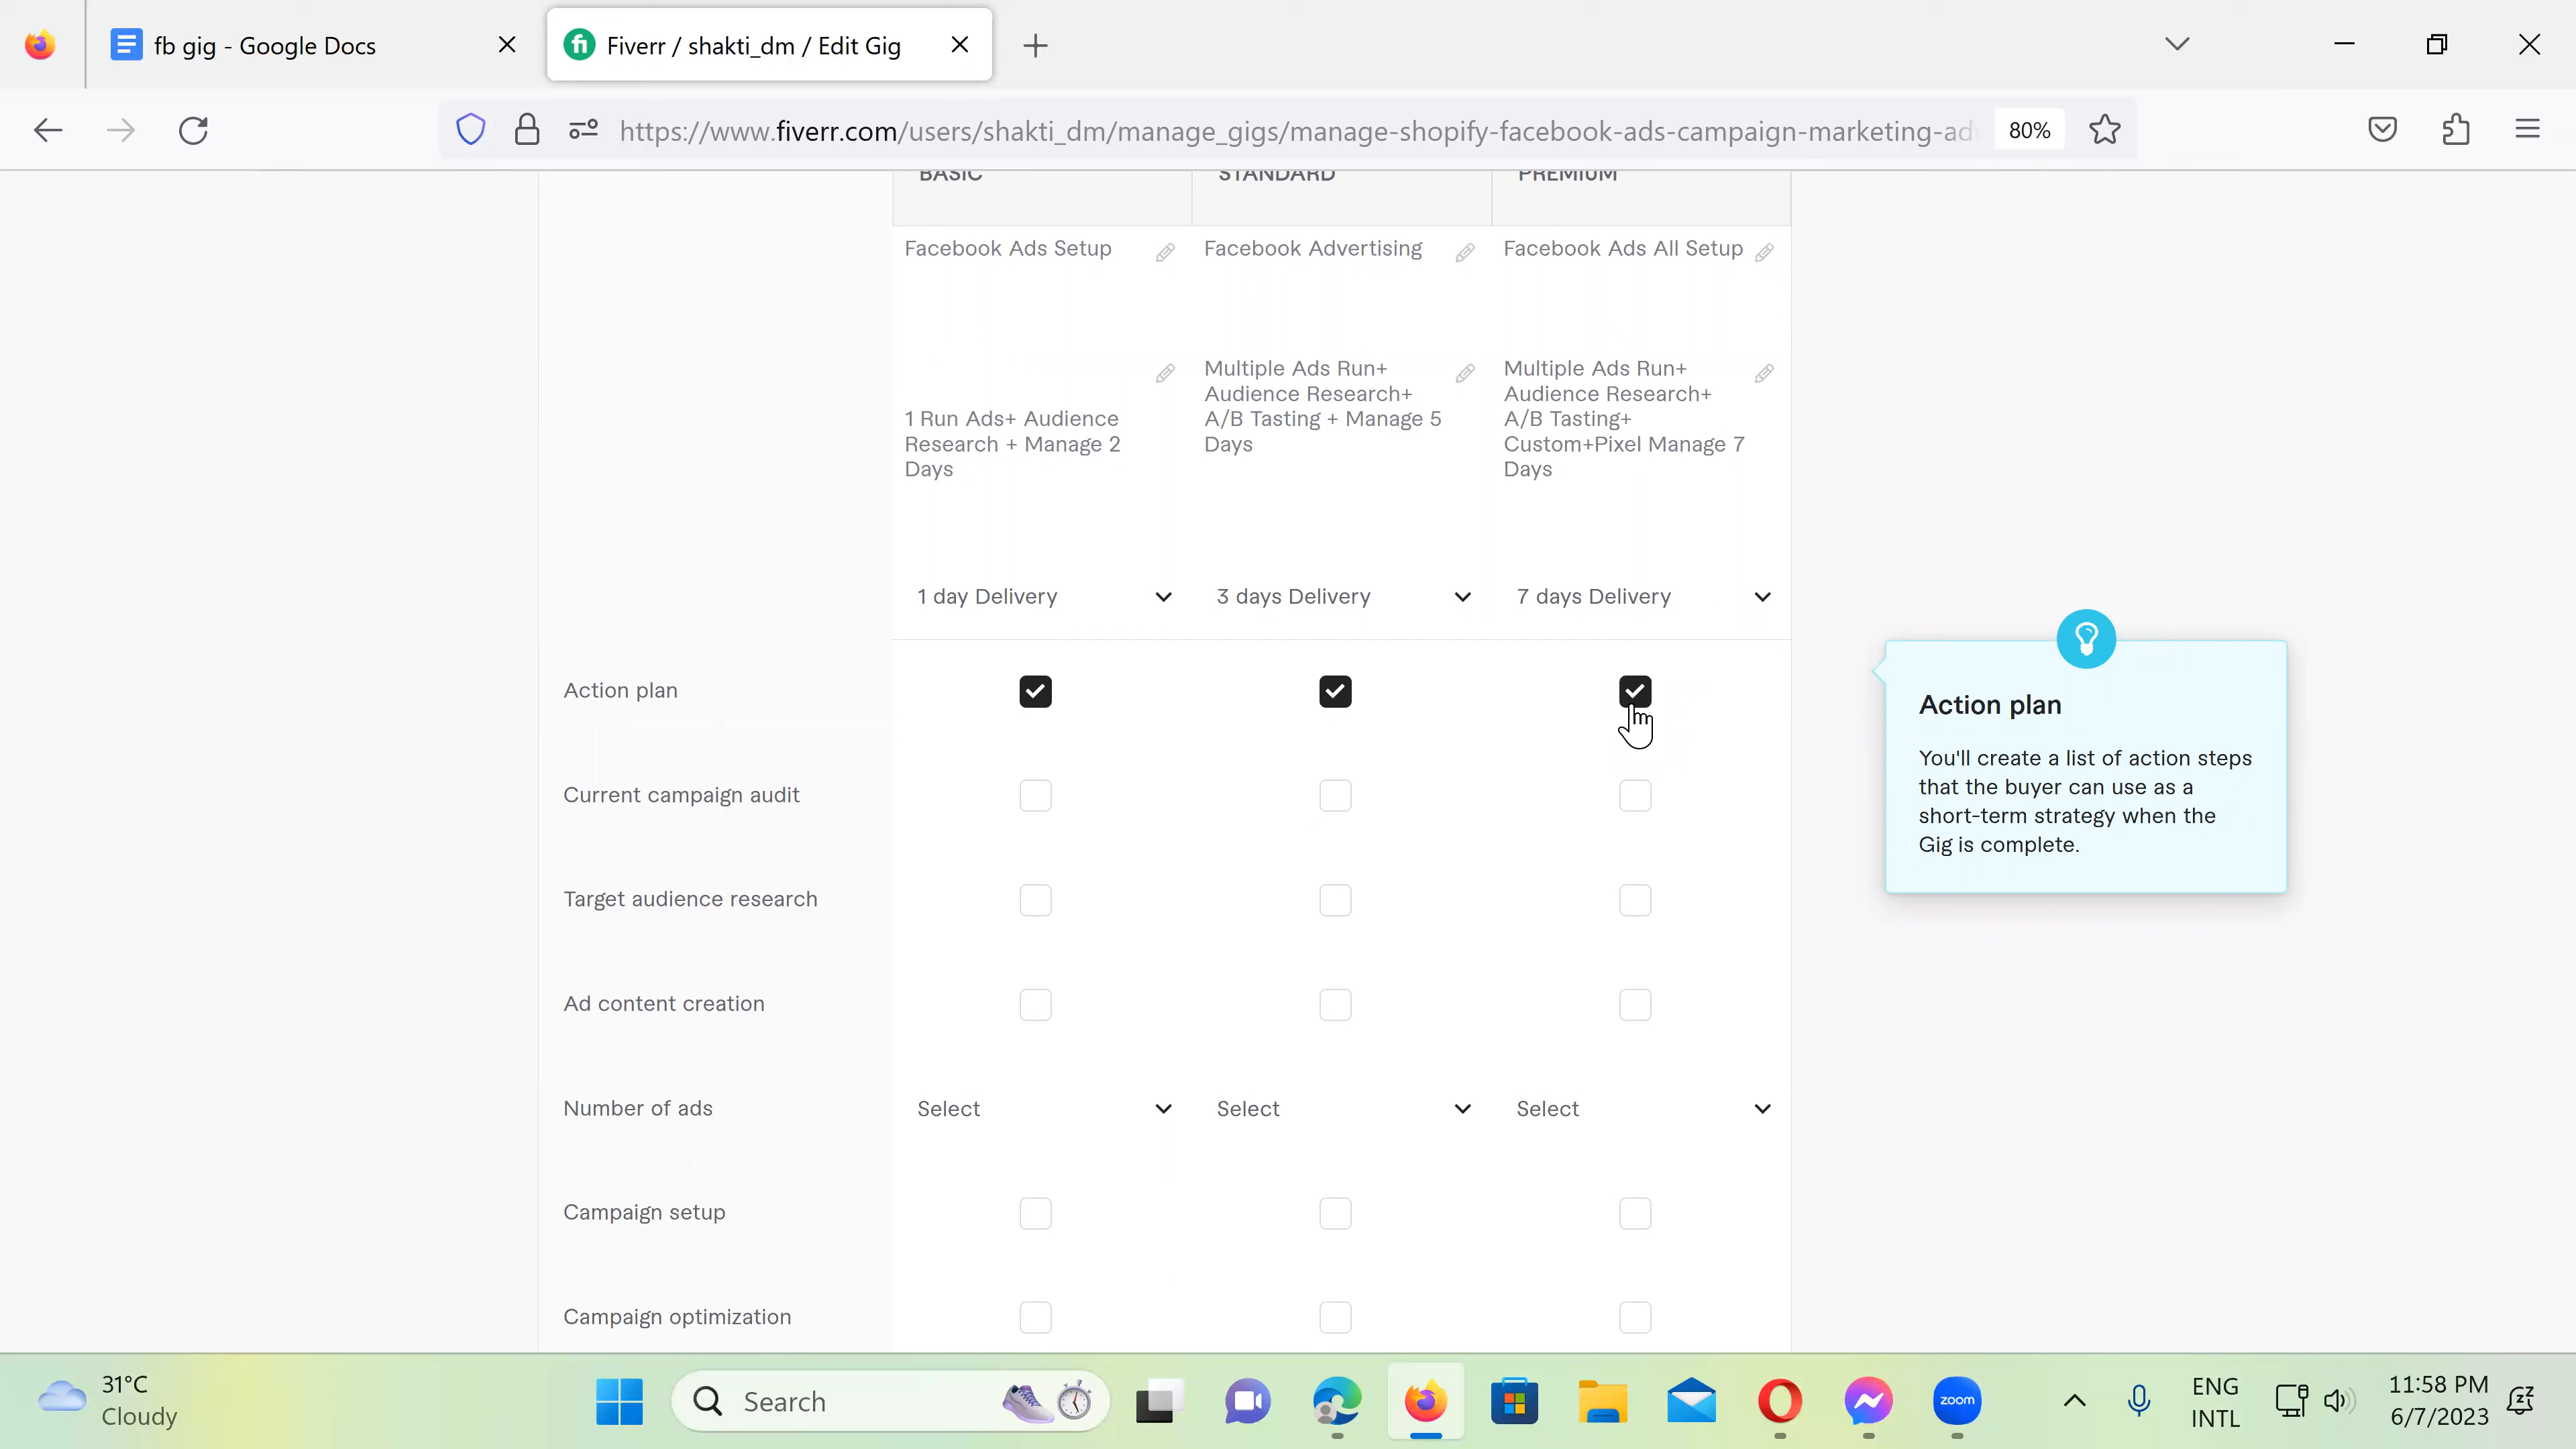 fb gig - Google Docs
Fiverr / shakti_dm / Edit Gig
https://www.fiverr.com/users/shakti_dm/manage_gigs/manage-shopify-facebook-ads-campaign-marketing-ad
80%
BASIC STANDARD PREMIUM
Facebook Ads Setup Facebook Advertising Facebook Ads All Setup
1 Run Ads+ Audience
Research + Manage 2
Days
Multiple Ads Run+
Audience Research+
A/B Tasting + Manage 5
Days
Multiple Ads Run+
Audience Research+
A/B Tasting+
Custom+Pixel Manage 7
Days
1 day Delivery 3 days Delivery 7 days Delivery
Action plan
Current campaign audit
Target audience research
Ad content creation
Number of ads Select Select Select
Campaign setup
Campaign optimization
Action plan
You'll create a list of action steps
that the buyer can use as a
short-term strategy when the
Gig is complete.
31°C
Cloudy
Search
zoom
ENG
INTL
11:58 PM
6/7/2023